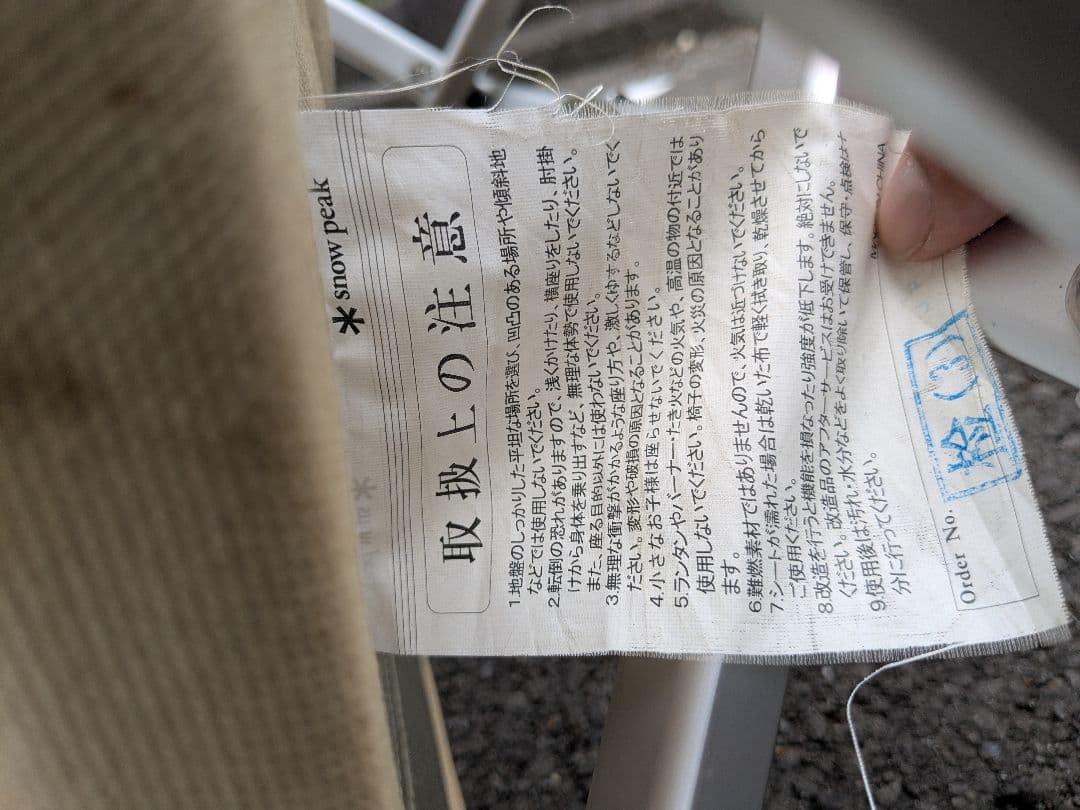 snow peak
取扱上の注意
1.地盤のしっかりした平坦な場所を選び、凹凸のある場所や傾斜地
などでは使用しないでください。
2.転倒の恐れがありますので、浅くかけたり、横座りをしたり、肘掛
けから身体を乗り出すなど、無理な体勢で使用しないでください。
また、座る目的以外には使わないでください。
3.無理な衝撃がかかるような座り方や、激しくゆするなどしないでく
ださい。変形や破損の原因となることがあります。
4.小さなお子様は座らせないでください。
5.ランタンやバーナー・たき火などの火気や、高温の物の付近では
使用しないでください。椅子の変形、火災の原因となることがあり
ます。
6.難燃素材ではありませんので、火気は近づけないでください。
7.シートが濡れた場合は乾いた布で軽く拭き取り、乾燥させてから
ご使用ください。
8.改造を行うと機能を損なったり強度が低下します。絶対にしないで
ください。改造品のアフターサービスはお受けできません。
9.使用後は汚れ・水分などをよく取り除いて保管し、保守・点検は
分に行ってください。
CHINA
Order No.
検(3)